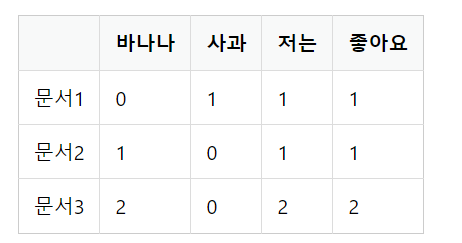 바나나 사과 저는 좋아요
문서1 0 1 1 1
문서2 1 0 1 1
문서3 2 0 2 2